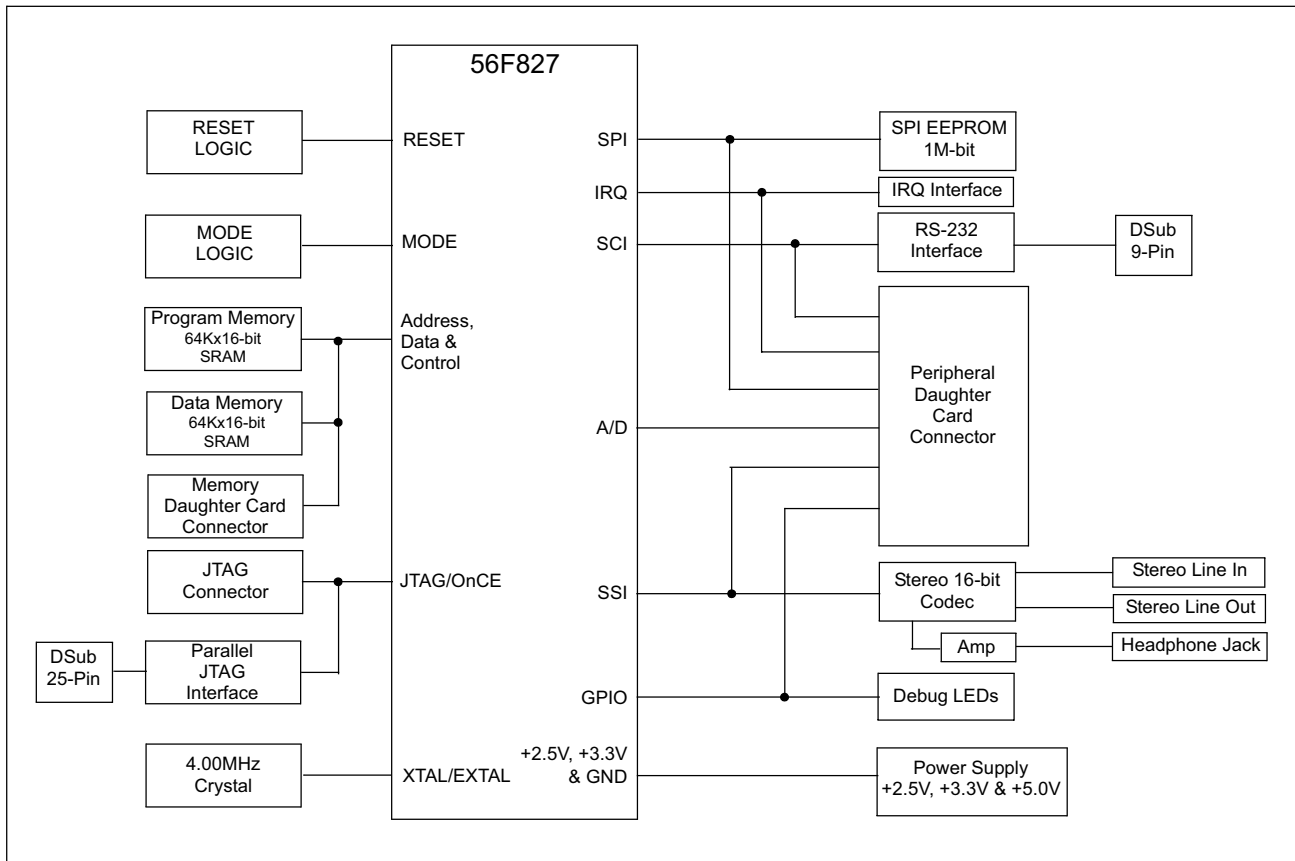 56F827
RESET
LOGIC
RESET
MODE
LOGIC
MODE
Program Memory
64Kx16-bit
SRAM
Address,
Data &
Control
Data Memory
64Kx16-bit
SRAM
Memory
Daughter Card
Connector
JTAG
Connector
JTAG/OnCE
DSub
25-Pin
Parallel
JTAG
Interface
4.00MHz
Crystal
XTAL/EXTAL
SPI
SPI EEPROM
1M-bit
IRQ
IRQ Interface
SCI
RS-232
Interface
DSub
9-Pin
A/D
Peripheral
Daughter
Card
Connector
SSI
Stereo 16-bit
Codec
Stereo Line In
Stereo Line Out
Amp
Headphone Jack
GPIO
Debug LEDs
+2.5V, +3.3V
& GND
Power Supply
+2.5V, +3.3V & +5.0V